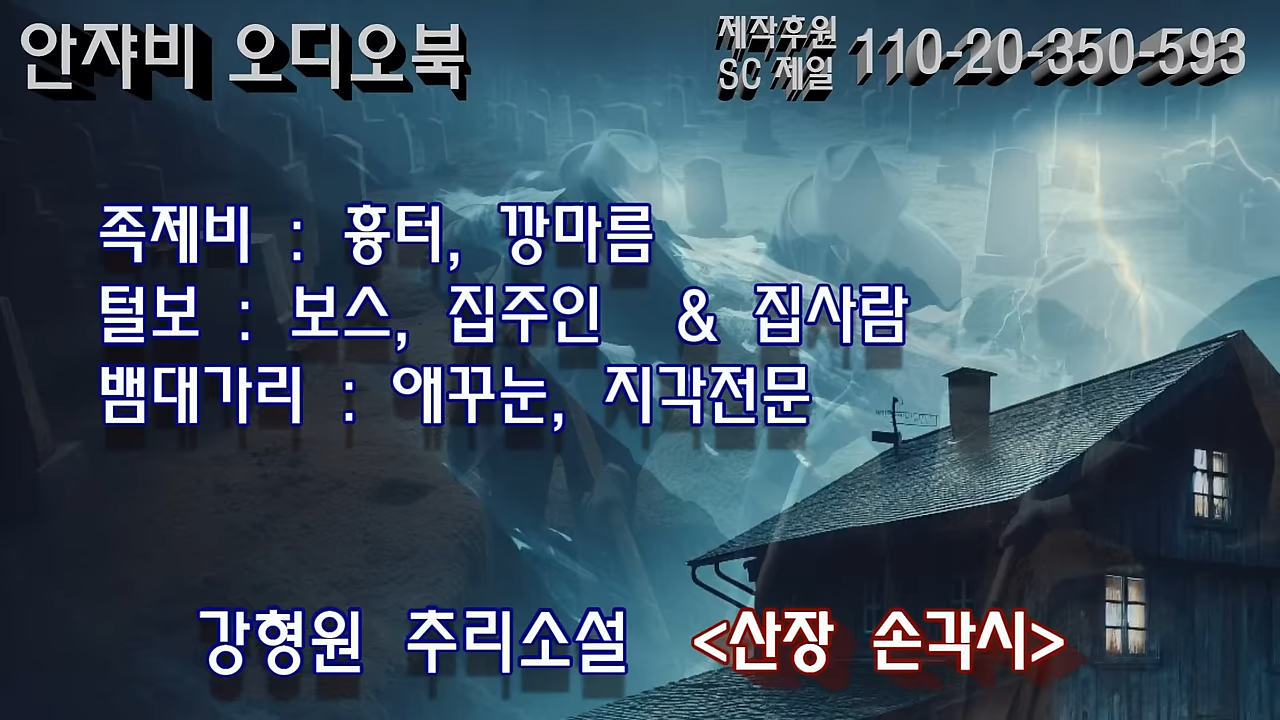 안쟈비 오디오북
제작후원
SC 제일
110-20-350-593
족제비 : 흉터, 깡마름
털보 : 보스, 집주인 & 집사람
뱀대가리 : 애꾸눈, 지각전문
강형원 추리소설 <산장 손각시>